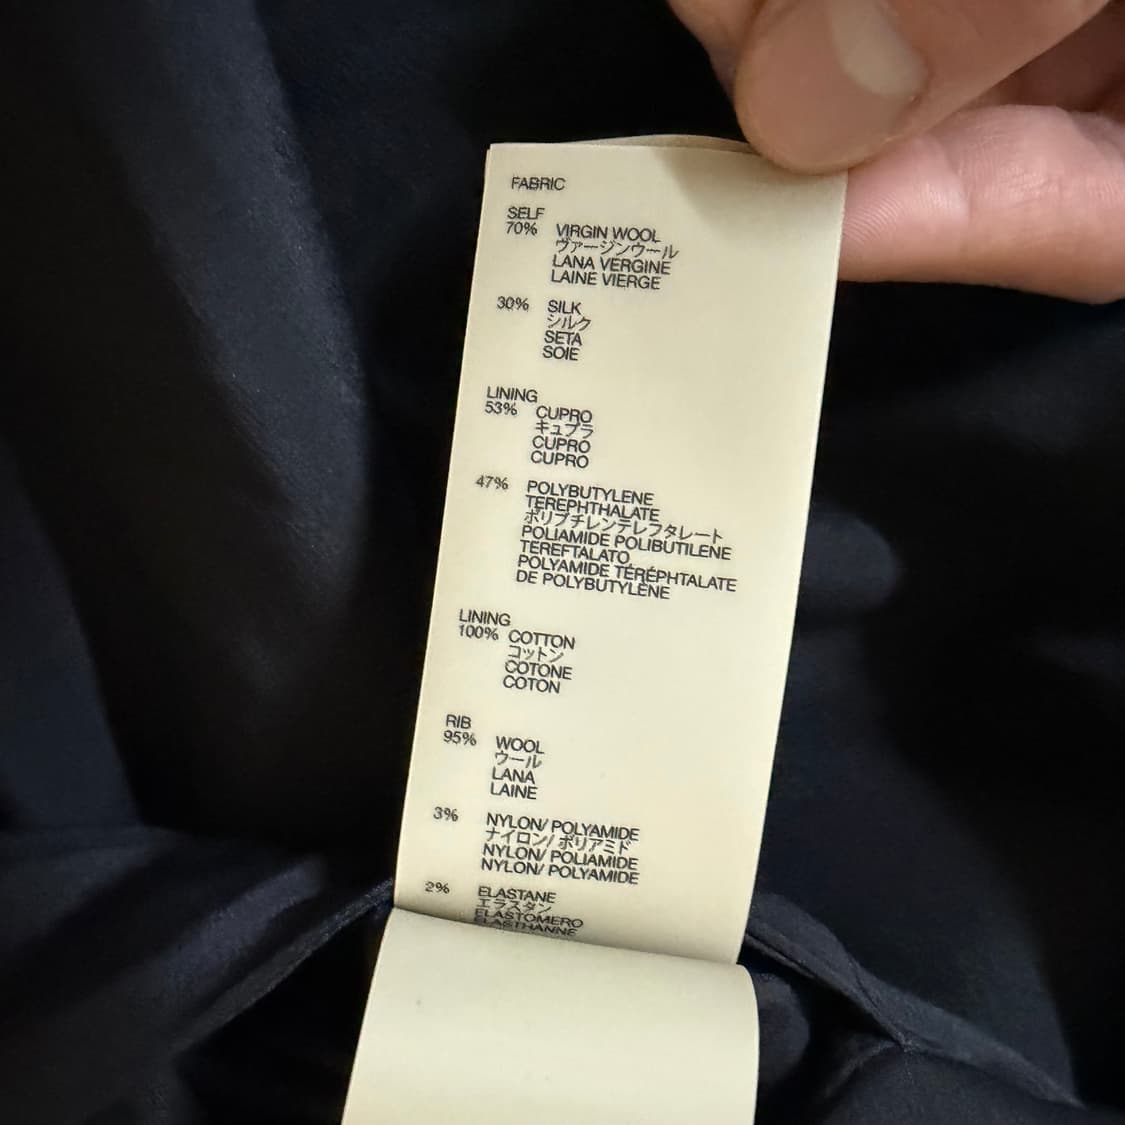 FABRIC
SELF
70% VIRGIN WOOL
ヴァージンウール
LANA VERGINE
LAINE VIERGE
30% SILK
シルク
SETA
SOIE
LINING
53% CUPRO
キュプラ
CUPRO
CUPRO
47% POLYBUTYLENE
TEREPHTHALATE
ポリブチレンテレフタレート
POLIAMIDE POLIBUTILENE
TEREFTALATO
POLYAMIDE TÉRÉPHTALATE
DE POLYBUTYLÈNE
LINING
100% COTTON
コットン
COTONE
COTON
RIB
95% WOOL
ウール
LANA
LAINE
3% NYLON/ POLYAMIDE
ナイロン/ ポリアミド
NYLON/ POLIAMIDE
NYLON/ POLYAMIDE
2% ELASTANE
エラスタン
ELASTOMERO
ELASTHANNE